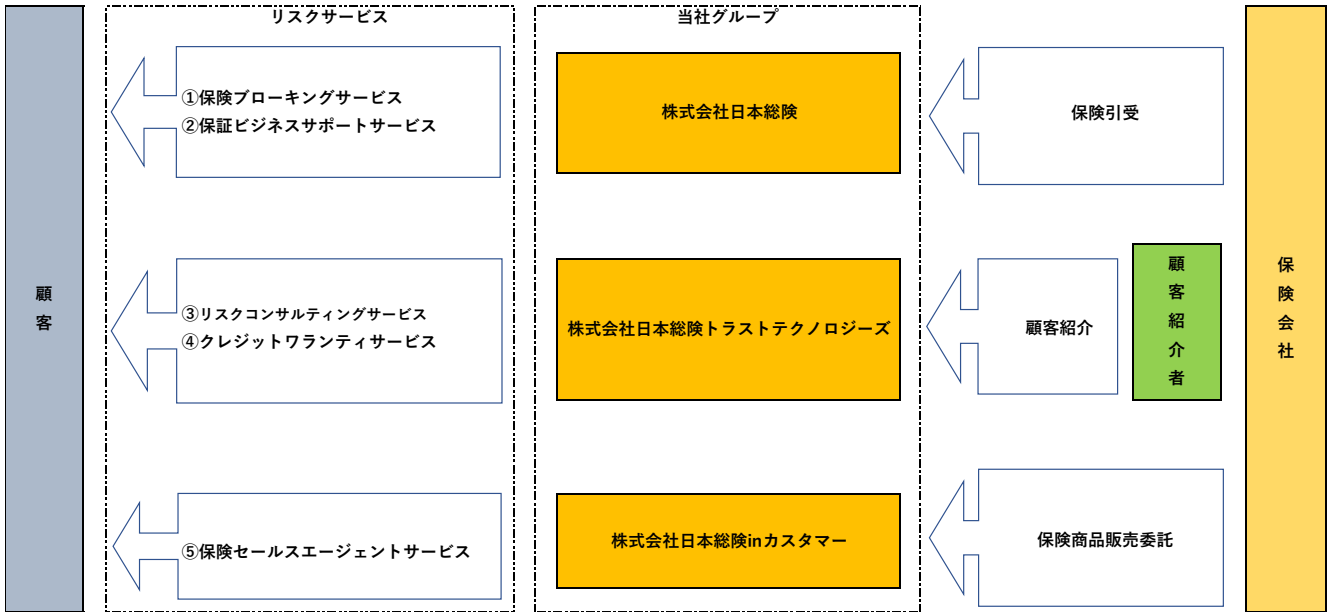 リスクサービス
当社グループ
顧客
①保険ブローキングサービス
②保証ビジネスサポートサービス
株式会社日本総険
保険引受
③リスクコンサルティングサービス
④クレジットワランティサービス
株式会社日本総険トラストテクノロジーズ
顧客紹介
顧客紹介者
保険会社
⑤保険セールスエージェントサービス
株式会社日本総険inカスタマー
保険商品販売委託